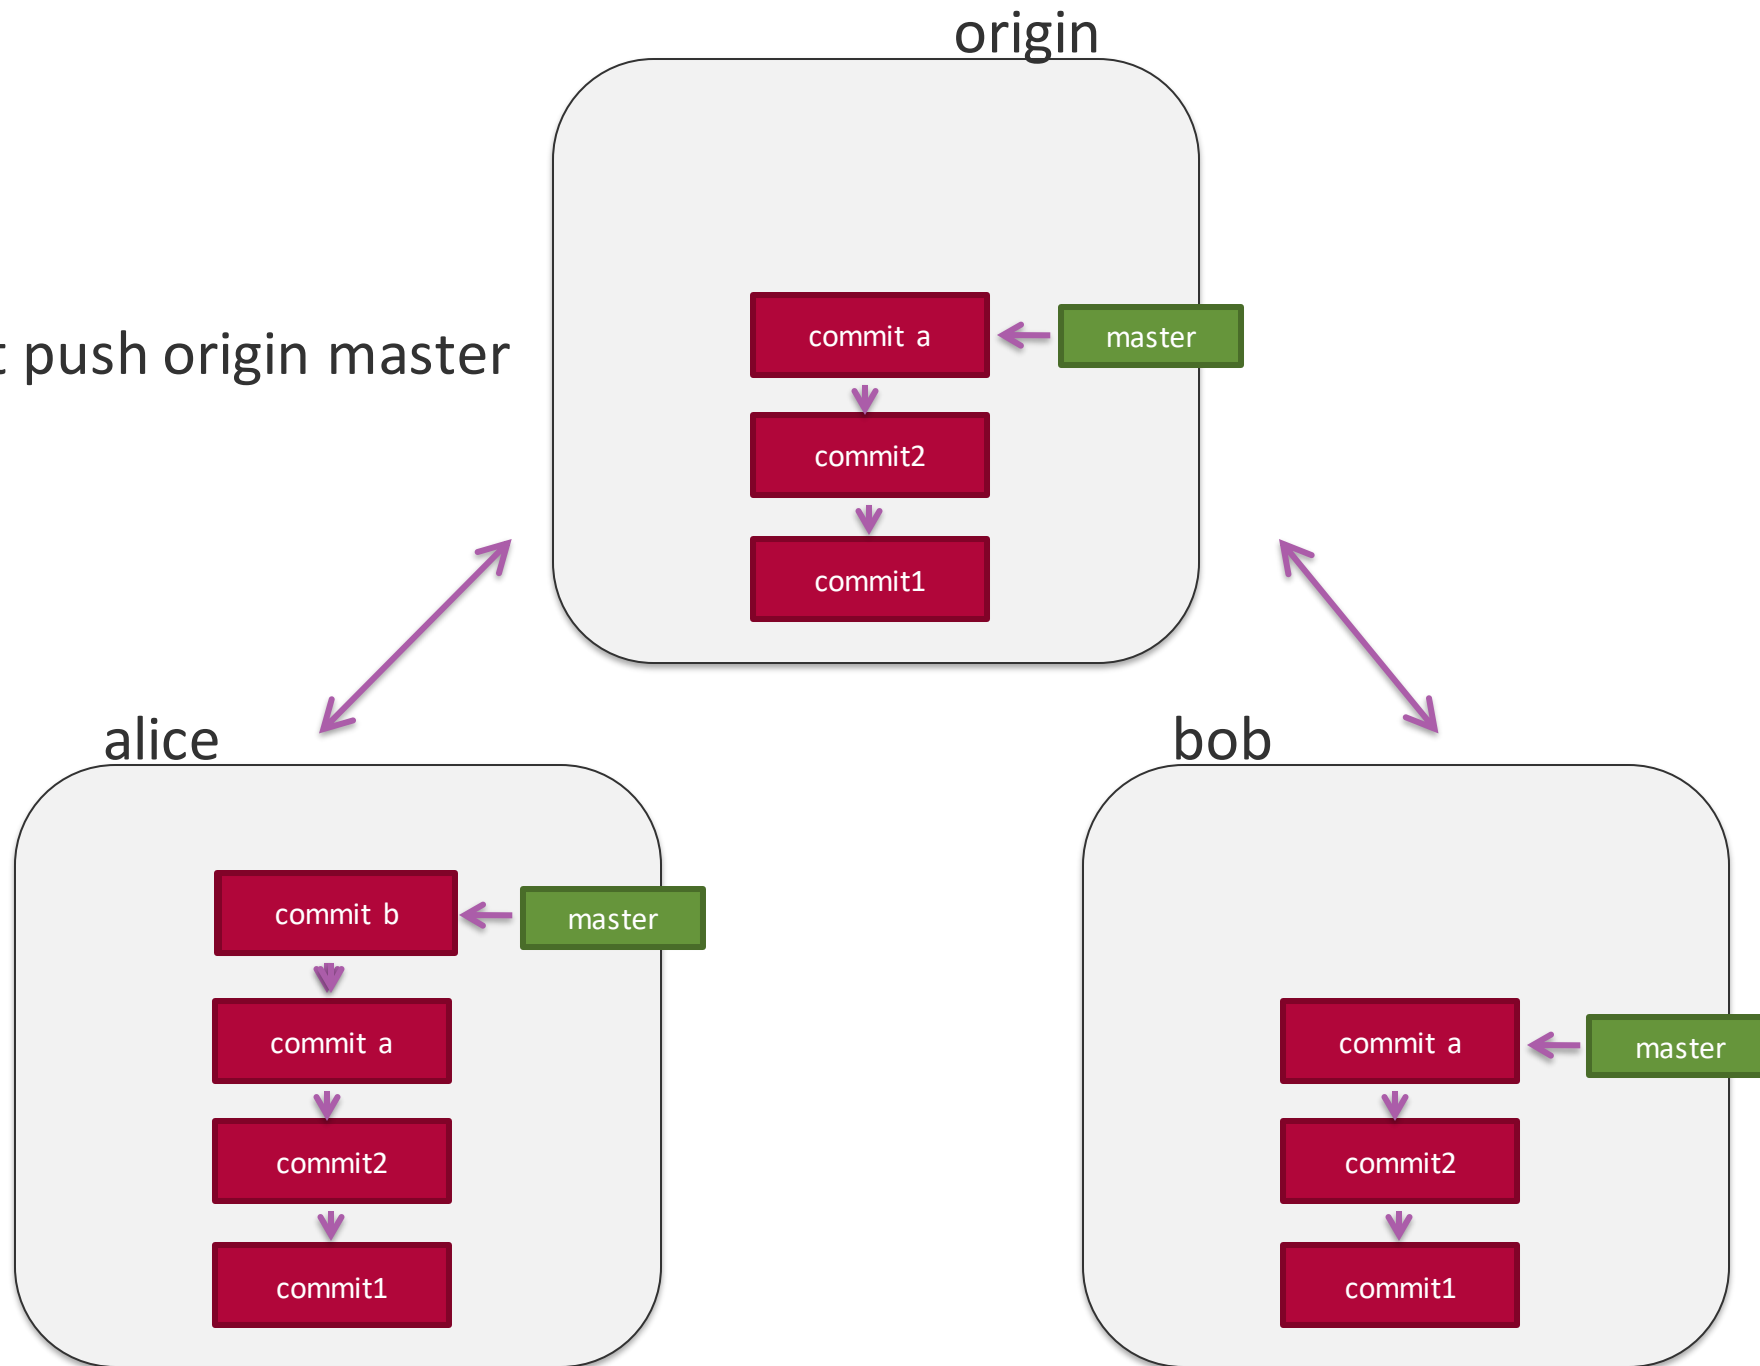 origin
commit a
master
t push origin master
commit2
commit1
alice
bob
commit b
master
commit a
commit a
master
commit2
commit2
commit1
commit1